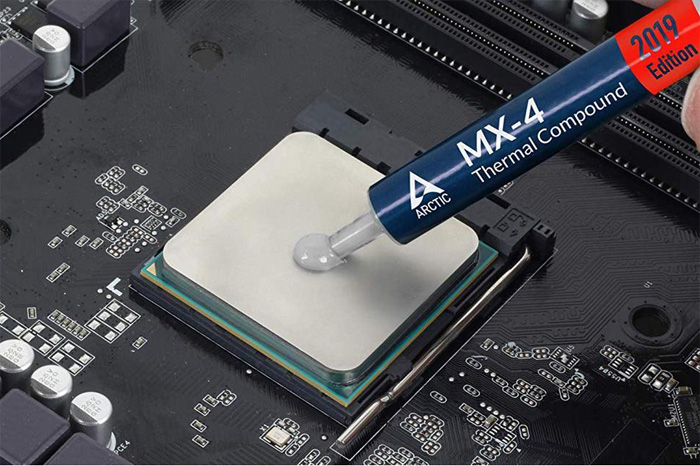 2019
Edition
MX-4
Thermal Compound
ARCTIC